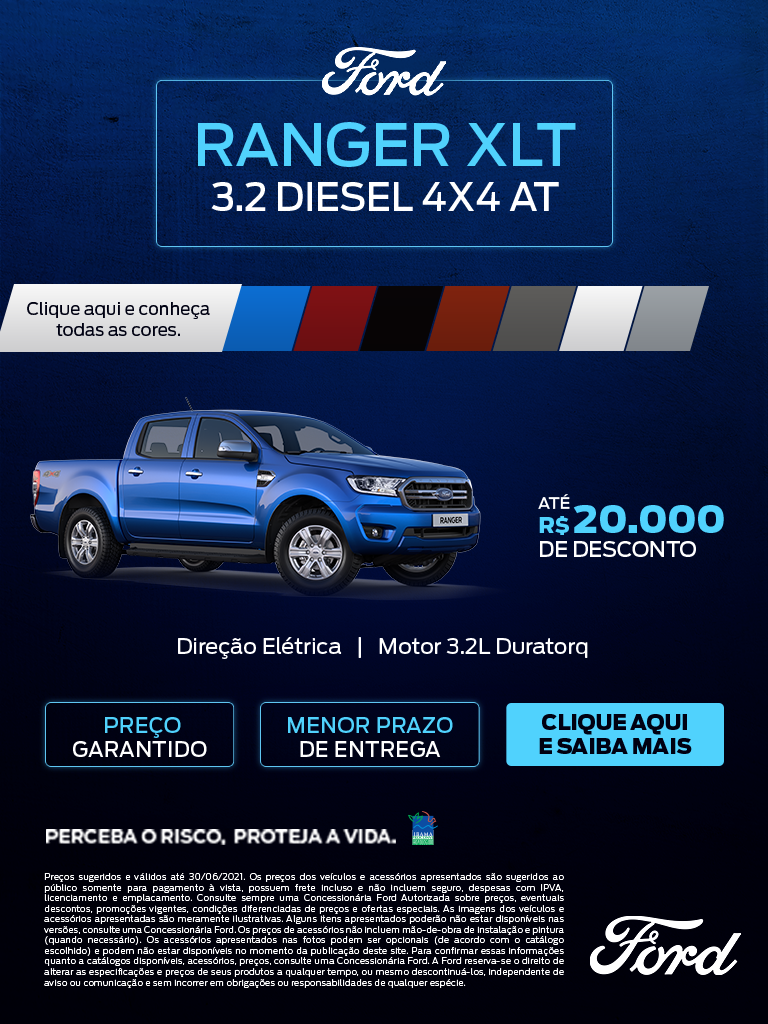 Ford
RANGER XLT
3.2 DIESEL 4X4 AT
Clique aqui e conheça
todas as cores.
4x4
RANGER
ATÉ
R$ 20.000
DE DESCONTO
Direção Elétrica | Motor 3.2L Duratorq
PREÇO
GARANTIDO
MENOR PRAZO
DE ENTREGA
CLIQUE AQUI
E SAIBA MAIS
PERCEBA O RISCO, PROTEJA A VIDA.
IBAMA
Preços sugeridos e válidos até 30/06/2021. Os preços dos veículos e acessórios apresentados são sugeridos ao
público somente para pagamento à vista, possuem frete incluso e não incluem seguro, despesas com IPVA,
licenciamento e emplacamento. Consulte sempre uma Concessionária Ford Autorizada sobre preços, eventuais
descontos, promoções vigentes, condições diferenciadas de preços e ofertas especiais. As imagens dos veículos e
acessórios apresentadas são meramente ilustrativas. Alguns itens apresentados poderão não estar disponíveis nas
versões, consulte uma Concessionária Ford. Os preços de acessórios não incluem mão-de-obra de instalação e pintura
(quando necessário). Os acessórios apresentados nas fotos podem ser opcionais (de acordo com o catálogo
escolhido) e podem não estar disponíveis no momento da publicação deste site. Para confirmar essas informações
quanto a catálogos disponíveis, acessórios, preços, consulte uma Concessionária Ford. A Ford reserva-se o direito de
alterar as especificações e preços de seus produtos a qualquer tempo, ou mesmo descontinuá-los, independente de
aviso ou comunicação e sem incorrer em obrigações ou responsabilidades de qualquer espécie.
Ford